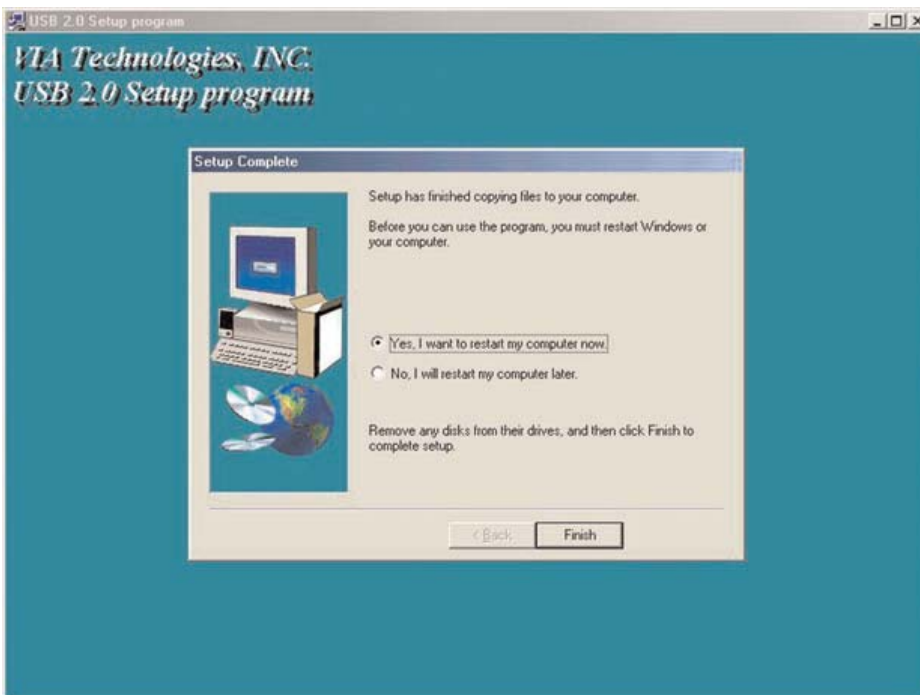 USB 2.0 Setup program
VIA Technologies, INC.
USB 2.0 Setup program
Setup Complete
Setup has finished copying files to your computer.
Before you can use the program, you must restart Windows or
your computer.
Yes, I want to restart my computer now.
No, I will restart my computer later.
Remove any disks from their drives, and then click Finish to
complete setup.
< Back
Finish